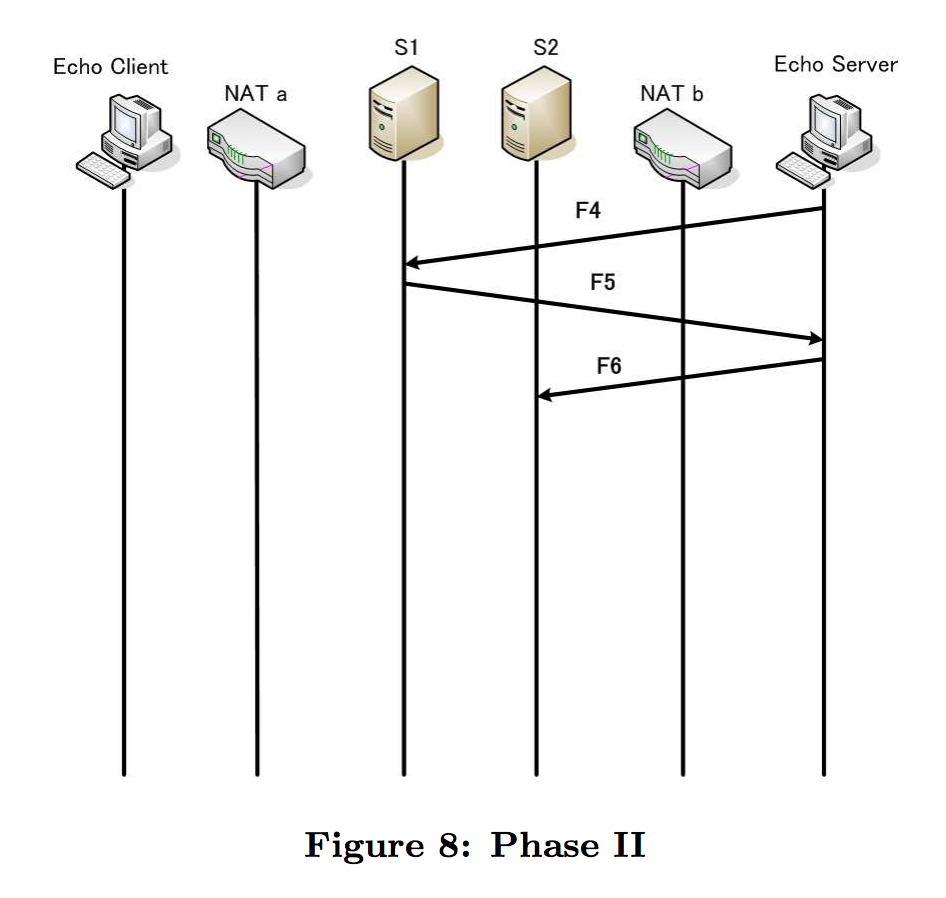 S1
S2
Echo Client
Echo Server
NAT a
NAT b
F4
F5
F6
Figure 8: Phase II